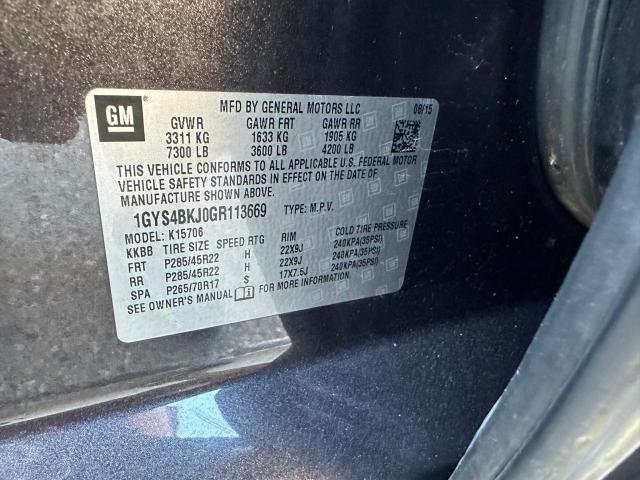 GM
MFD BY GENERAL MOTORS LLC 08/15
GVWR GAWR FRT GAWR RR
3311 KG 1633 KG 1905 KG
7300 LB 3600 LB 4200 LB
THIS VEHICLE CONFORMS TO ALL APPLICABLE U.S. FEDERAL MOTOR
VEHICLE SAFETY STANDARDS IN EFFECT ON THE DATE OF
MANUFACTURE SHOWN ABOVE.
1GYS4BKJ0GR113669 TYPE: M.P.V.
MODEL: K15706
KKBB TIRE SIZE SPEED RTG RIM COLD TIRE PRESSURE
FRT P285/45R22 H 22X9J 240KPA(35PSI)
RR P285/45R22 H 22X9J 240KPA(35PSI)
SPA P265/70R17 S 17X7.5J 240KPA(35PSI)
SEE OWNER'S MANUAL FOR MORE INFORMATION.